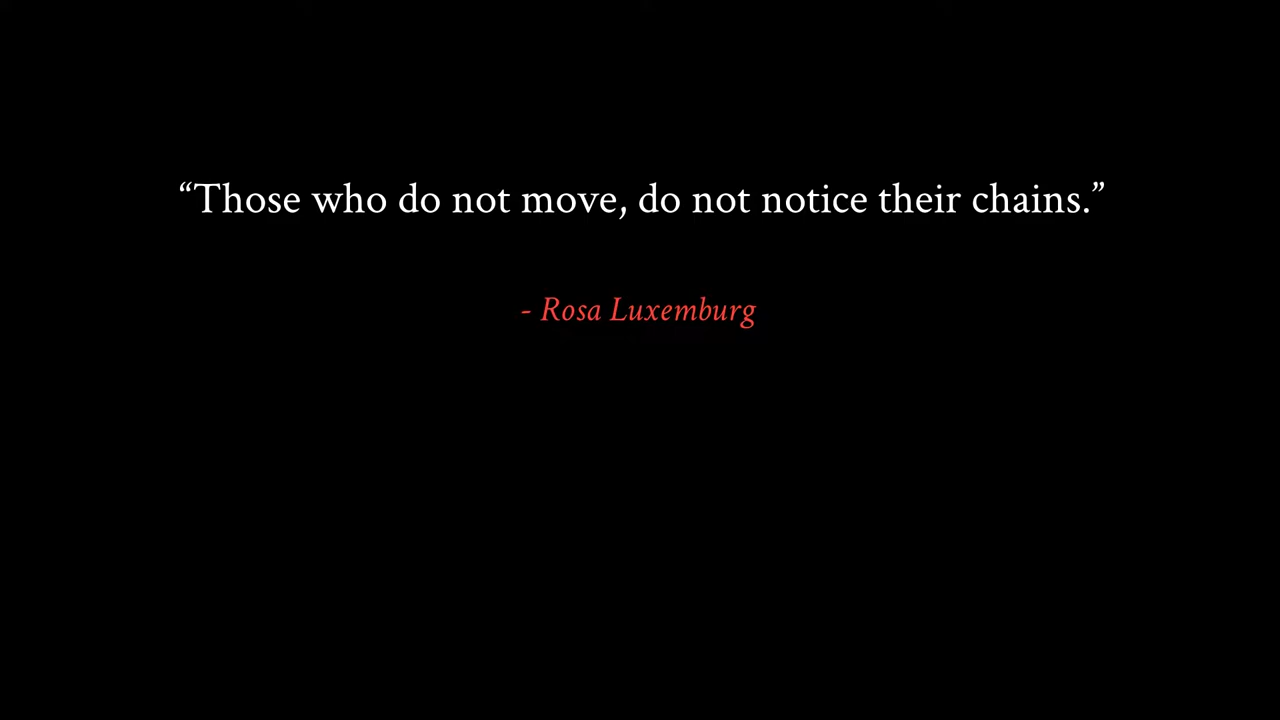 “Those who do not move, do not notice their chains.”
- Rosa Luxemburg